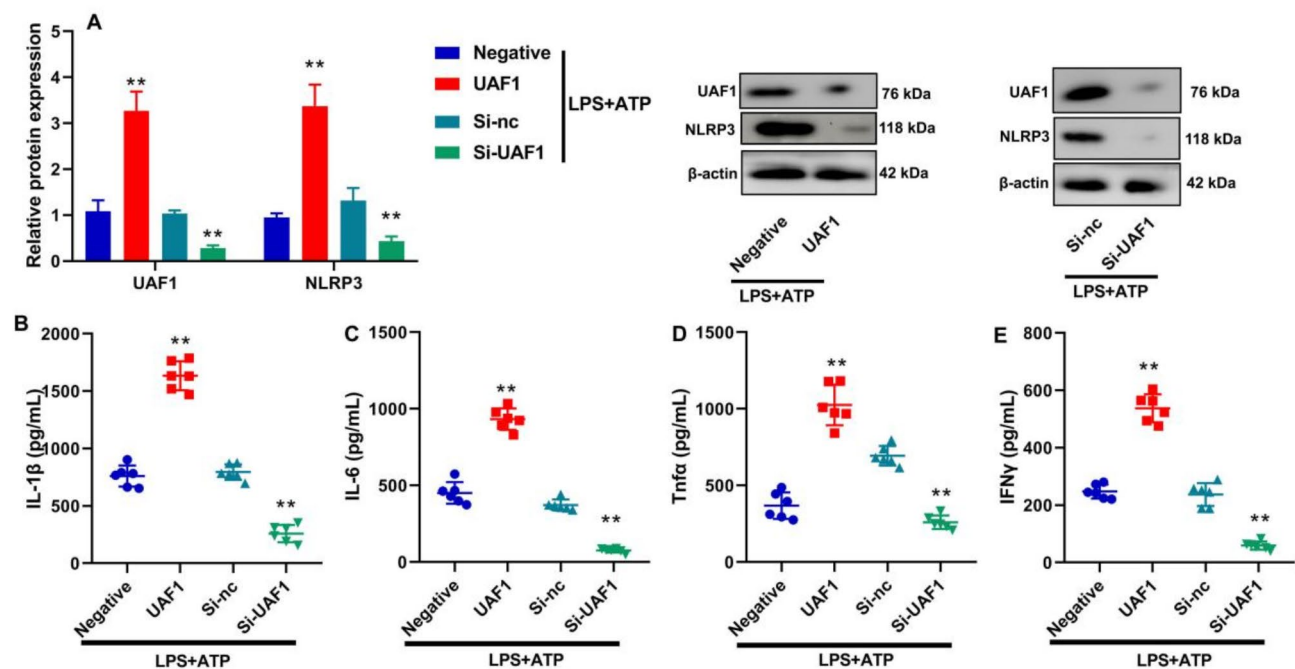 A
Relative protein expression
5
4
3
2
1
0
** ** ** **
UAF1 NLRP3
Negative
UAF1
Si-nc
Si-UAF1
LPS+ATP
UAF1 76 kDa
NLRP3 118 kDa
β-actin 42 kDa
Negative UAF1
LPS+ATP
UAF1 76 kDa
NLRP3 118 kDa
β-actin 42 kDa
Si-nc Si-UAF1
LPS+ATP
B
IL-1β (pg/mL)
2000
1500
1000
500
0
** **
Negative UAF1 Si-nc Si-UAF1
LPS+ATP
C
IL-6 (pg/mL)
1500
1000
500
0
** **
Negative UAF1 Si-nc Si-UAF1
LPS+ATP
D
Tnfα (pg/mL)
1500
1000
500
0
** **
Negative UAF1 Si-nc Si-UAF1
LPS+ATP
E
IFNγ (pg/mL)
800
600
400
200
0
** **
Negative UAF1 Si-nc Si-UAF1
LPS+ATP